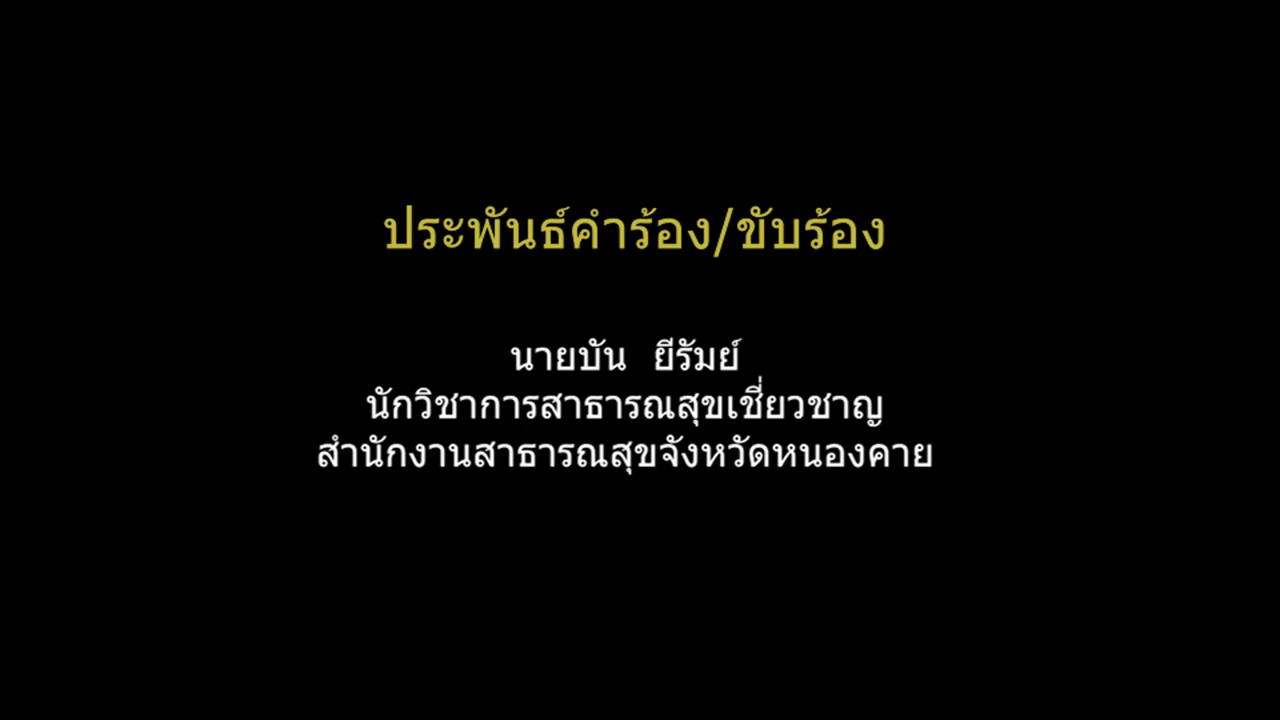 ประพันธ์คำร้อง/ขับร้อง
นายบัน ยีรัมย์
นักวิชาการสาธารณสุขเชี่ยวชาญ
สำนักงานสาธารณสุขจังหวัดหนองคาย